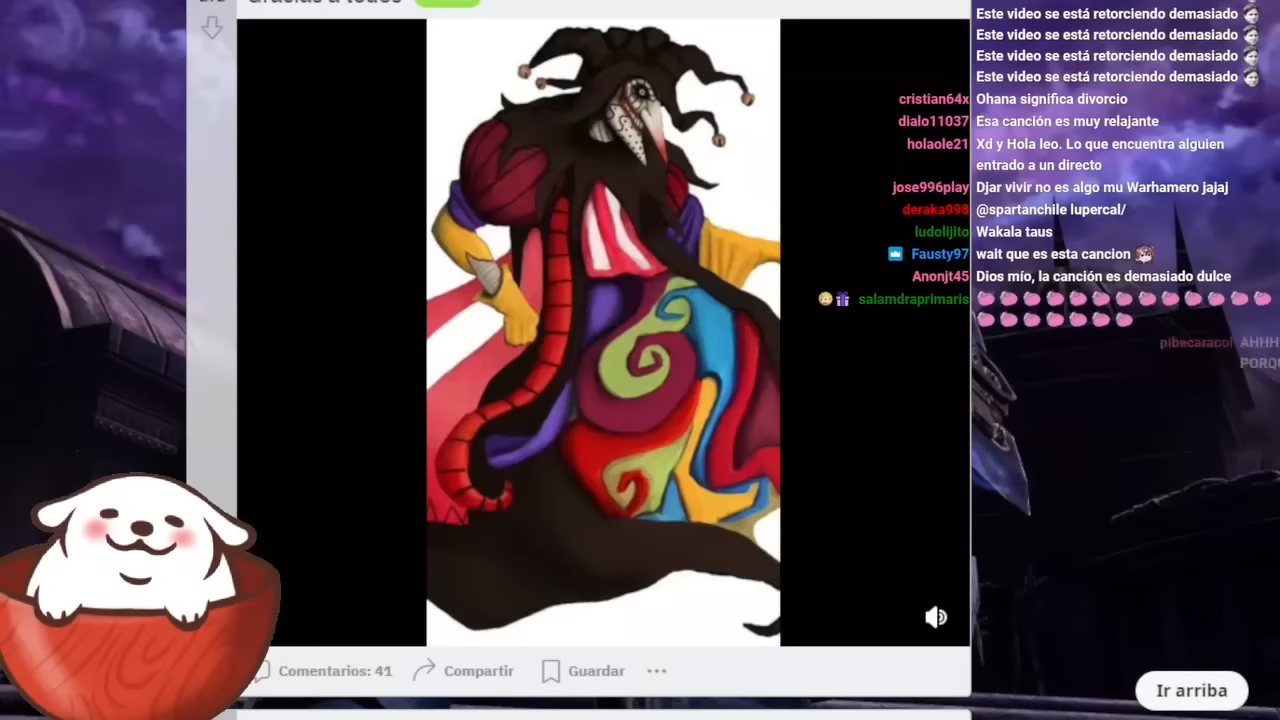 Gracias a todos
Este video se está retorciendo demasiado
Este video se está retorciendo demasiado
Este video se está retorciendo demasiado
Este video se está retorciendo demasiado
cristian64x Ohana significa divorcio
dialo11037 Esa canción es muy relajante
holaole21 Xd y Hola leo. Lo que encuentra alguien
entrado a un directo
jose996play Djar vivir no es algo mu Warhamero jajaj
deraka998 @spartanchile lupercal/
ludolijito Wakala taus
Fausty97 wait que es esta cancion
Anonjt45 Dios mío, la canción es demasiado dulce
salamdraprimaris
pibecaracol AHHH
PORQU
Comentarios: 41 Compartir Guardar
Ir arriba